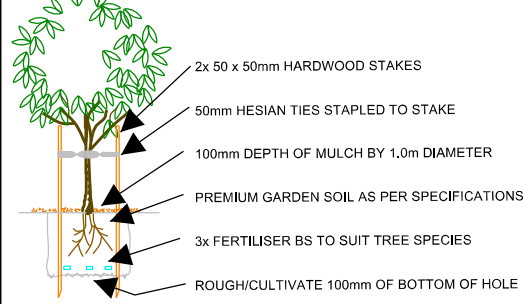 2x 50 x 50mm HARDWOOD STAKES
50mm HESIAN TIES STAPLED TO STAKE
100mm DEPTH OF MULCH BY 1.0m DIAMETER
PREMIUM GARDEN SOIL AS PER SPECIFICATIONS
3x FERTILISER BS TO SUIT TREE SPECIES
ROUGH/CULTIVATE 100mm OF BOTTOM OF HOLE